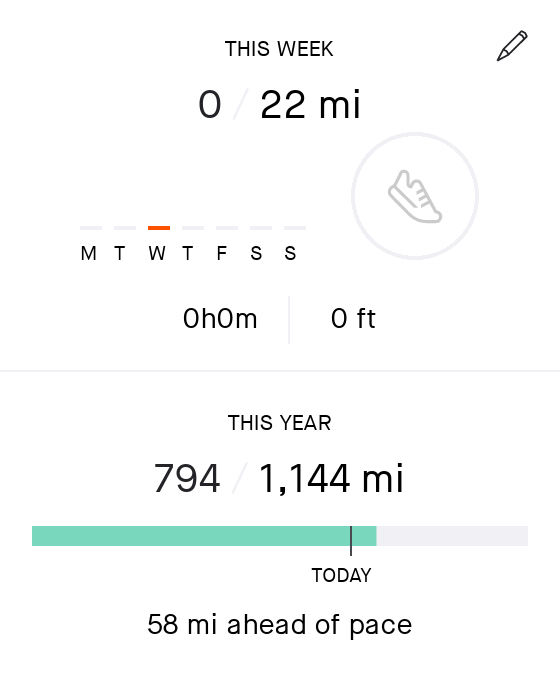 THIS WEEK
0 / 22 mi
M T W T F S S
0h0m 0 ft
THIS YEAR
794 / 1,144 mi
TODAY
58 mi ahead of pace